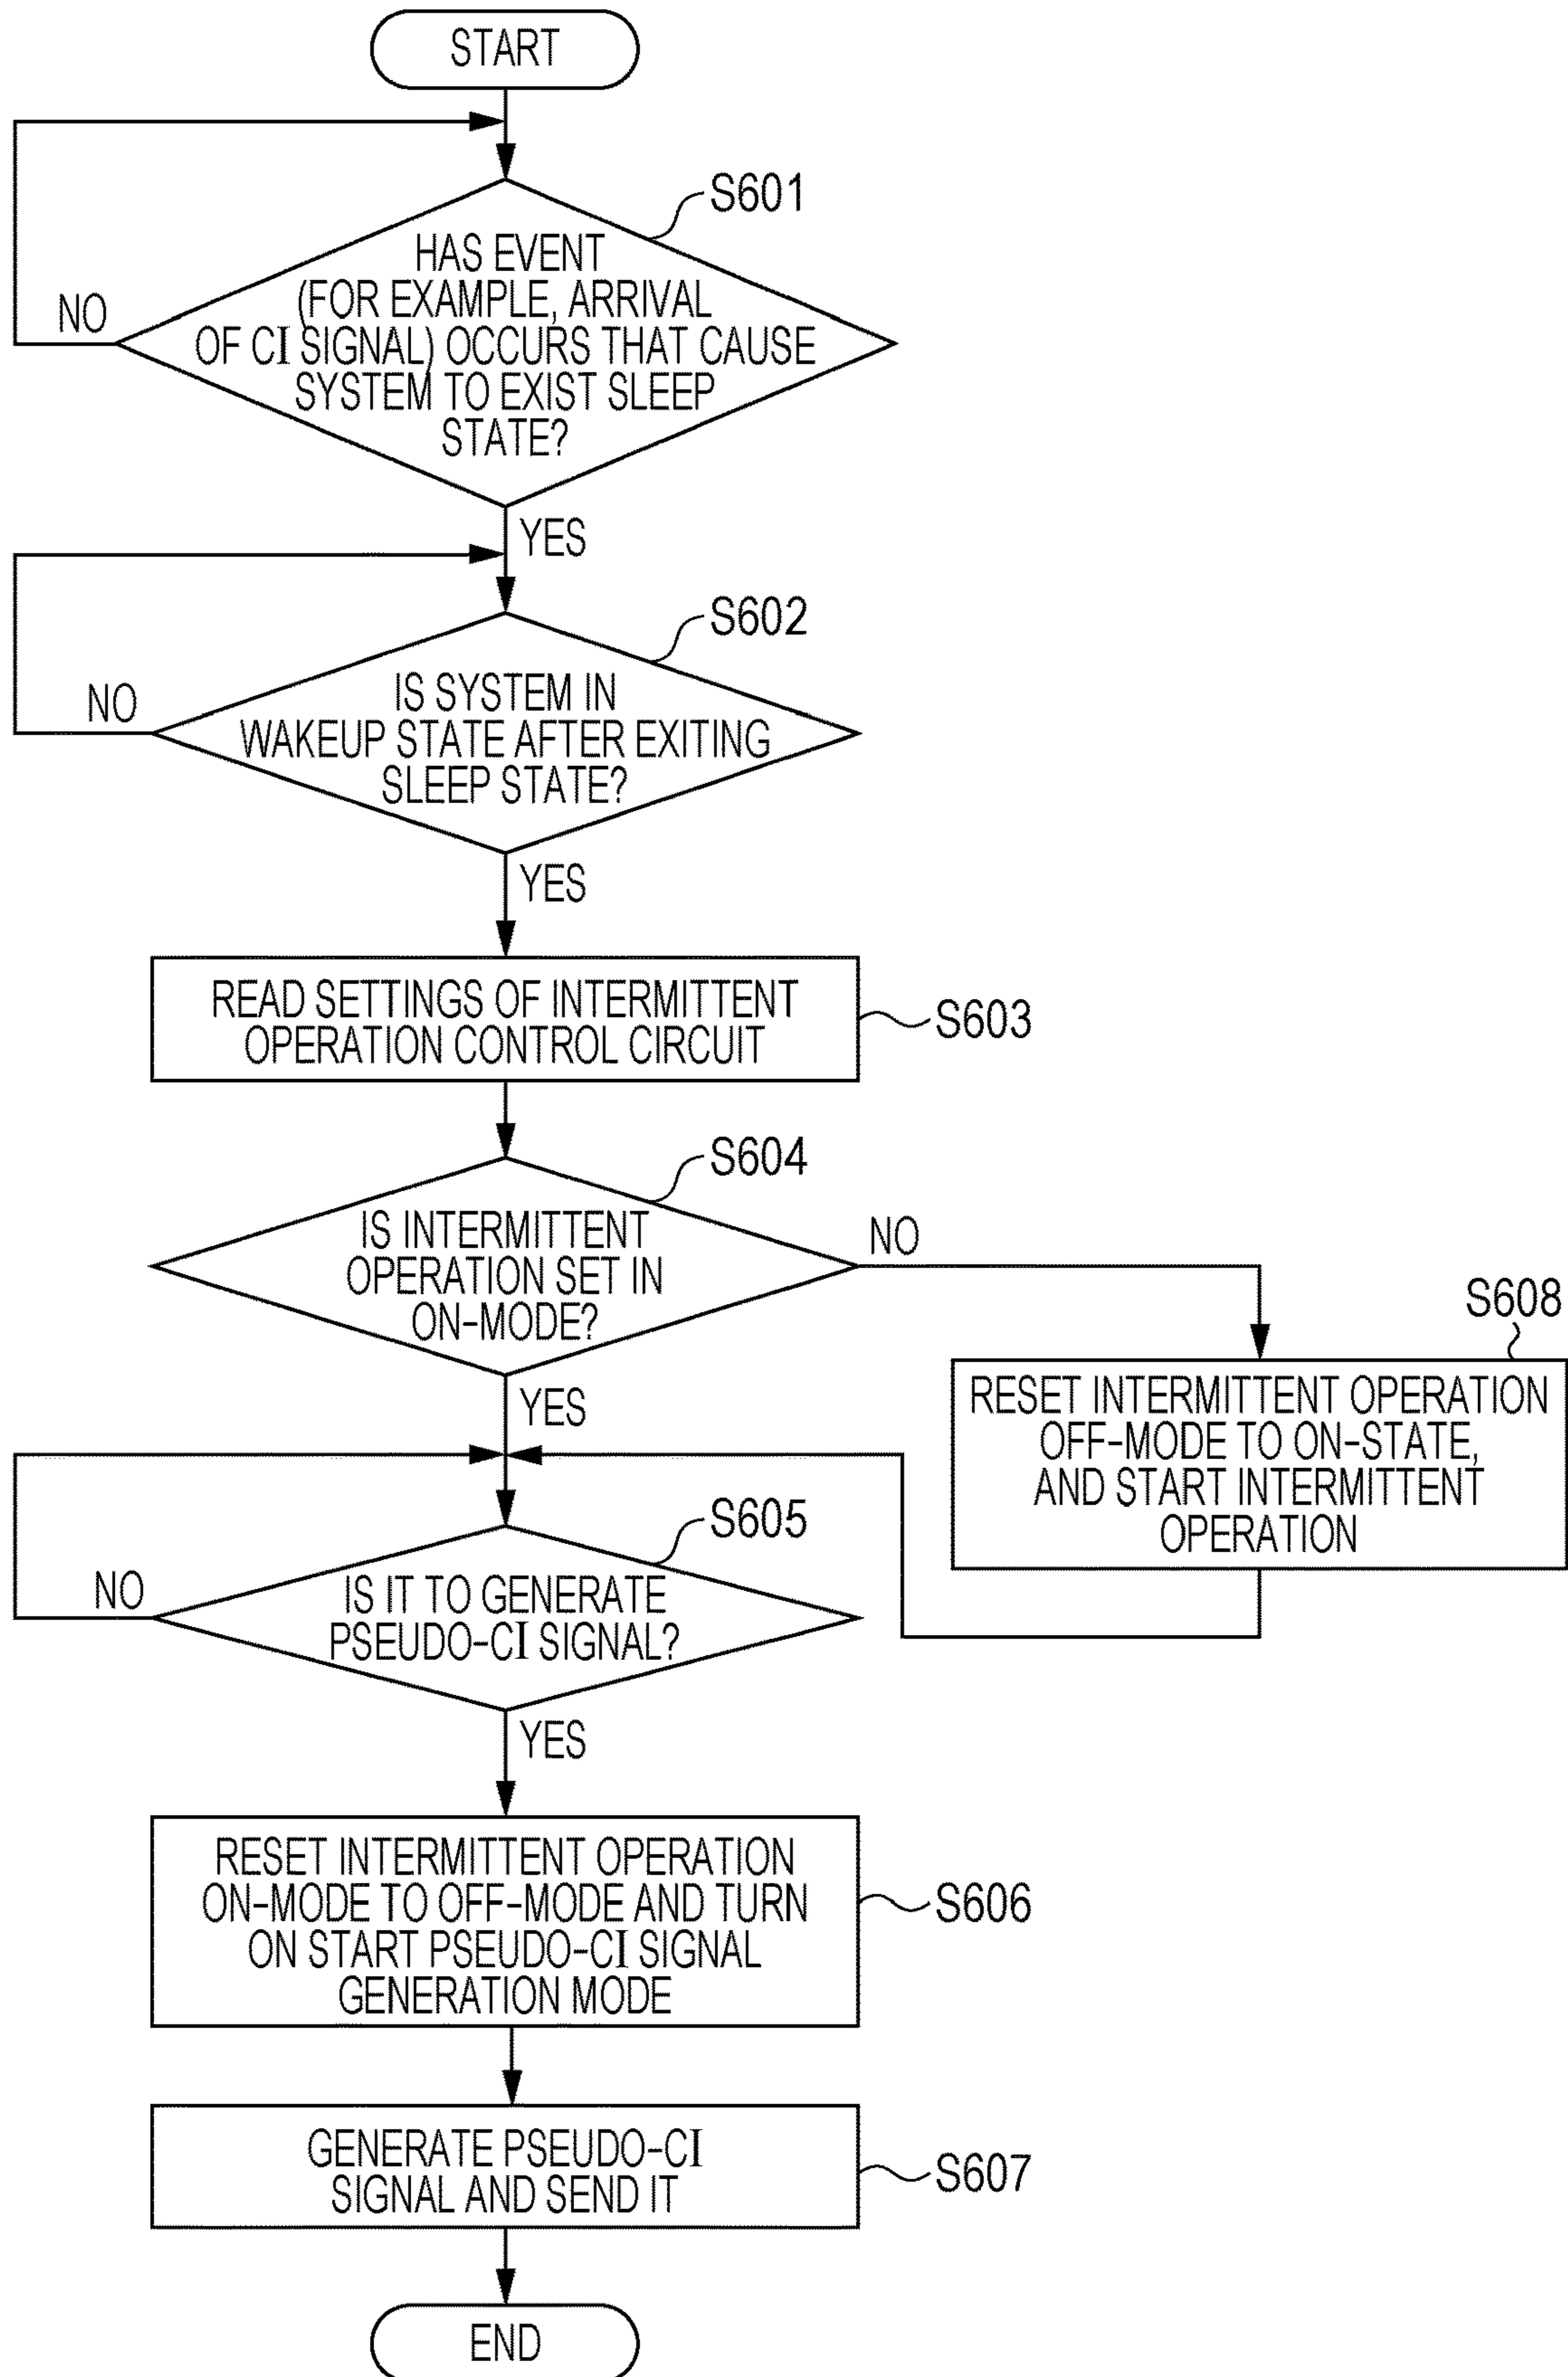 START
S601
HAS EVENT
(FOR EXAMPLE, ARRIVAL
OF CI SIGNAL) OCCURS THAT CAUSE
SYSTEM TO EXIST SLEEP
STATE?
NO
YES
S602
IS SYSTEM IN
WAKEUP STATE AFTER EXITING
SLEEP STATE?
NO
YES
READ SETTINGS OF INTERMITTENT
OPERATION CONTROL CIRCUIT
S603
S604
IS INTERMITTENT
OPERATION SET IN
ON-MODE?
NO
YES
S608
RESET INTERMITTENT OPERATION
OFF-MODE TO ON-STATE,
AND START INTERMITTENT
OPERATION
S605
IS IT TO GENERATE
PSEUDO-CI SIGNAL?
NO
YES
RESET INTERMITTENT OPERATION
ON-MODE TO OFF-MODE AND TURN
ON START PSEUDO-CI SIGNAL
GENERATION MODE
S606
GENERATE PSEUDO-CI
SIGNAL AND SEND IT
S607
END